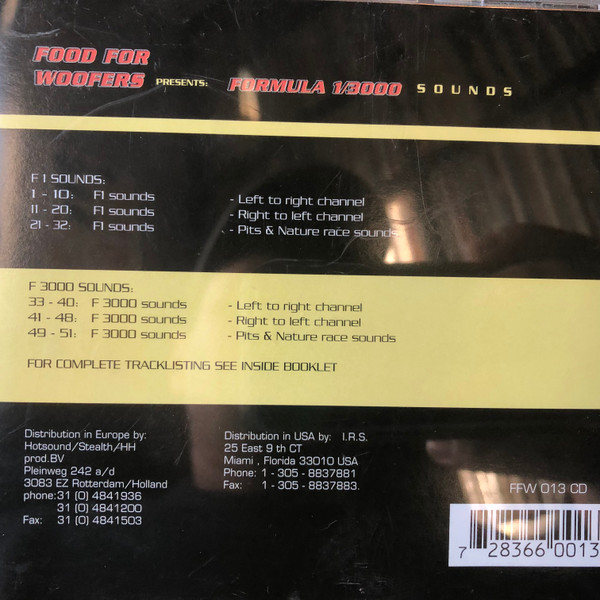 FOOD FOR
WOOFERS PRESENTS: FORMULA 1/3000 SOUNDS
F 1 SOUNDS:
1 - 10: F1 sounds - Left to right channel
11 - 20: F1 sounds - Right to left channel
21 - 32: F1 sounds - Pits & Nature race sounds
F 3000 SOUNDS:
33 - 40: F 3000 sounds - Left to right channel
41 - 48: F 3000 sounds - Right to left channel
49 - 51: F 3000 sounds - Pits & Nature race sounds
FOR COMPLETE TRACKLISTING SEE INSIDE BOOKLET
Distribution in Europe by:
Hotsound/Stealth/HH
prod.BV
Pleinweg 242 a/d
3083 EZ Rotterdam/Holland
phone:31 (0) 4841936
31 (0) 4841200
Fax: 31 (0) 4841503
Distribution in USA by: I.R.S.
25 East 9 th CT
Miami , Florida 33010 USA
Phone: 1 - 305 - 8837881
Fax: 1 - 305 - 8837883.
FFW 013 CD
7 28366 0013